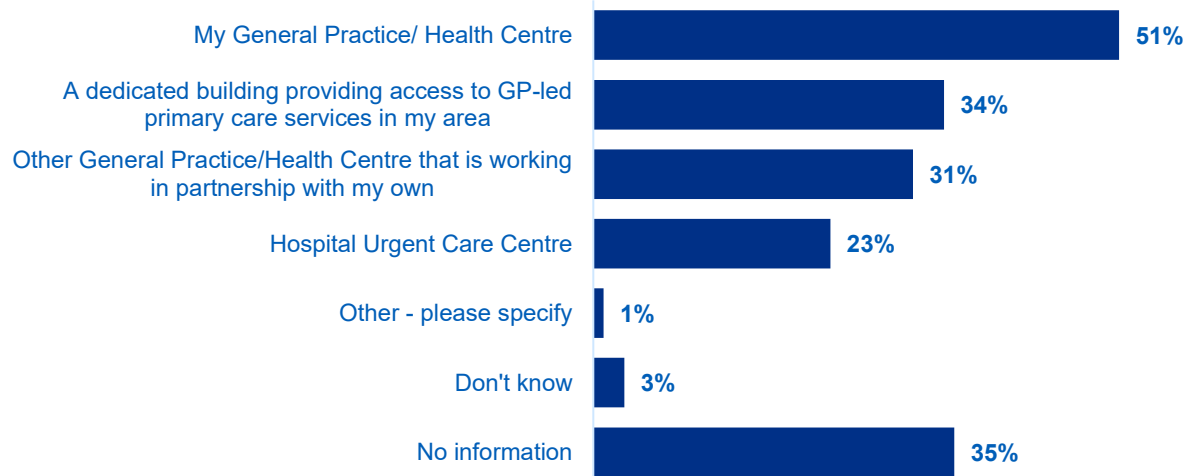 My General Practice/ Health Centre
51%
A dedicated building providing access to GP-led
primary care services in my area
34%
Other General Practice/Health Centre that is working
in partnership with my own
31%
Hospital Urgent Care Centre
23%
Other - please specify
1%
Don't know
3%
No information
35%